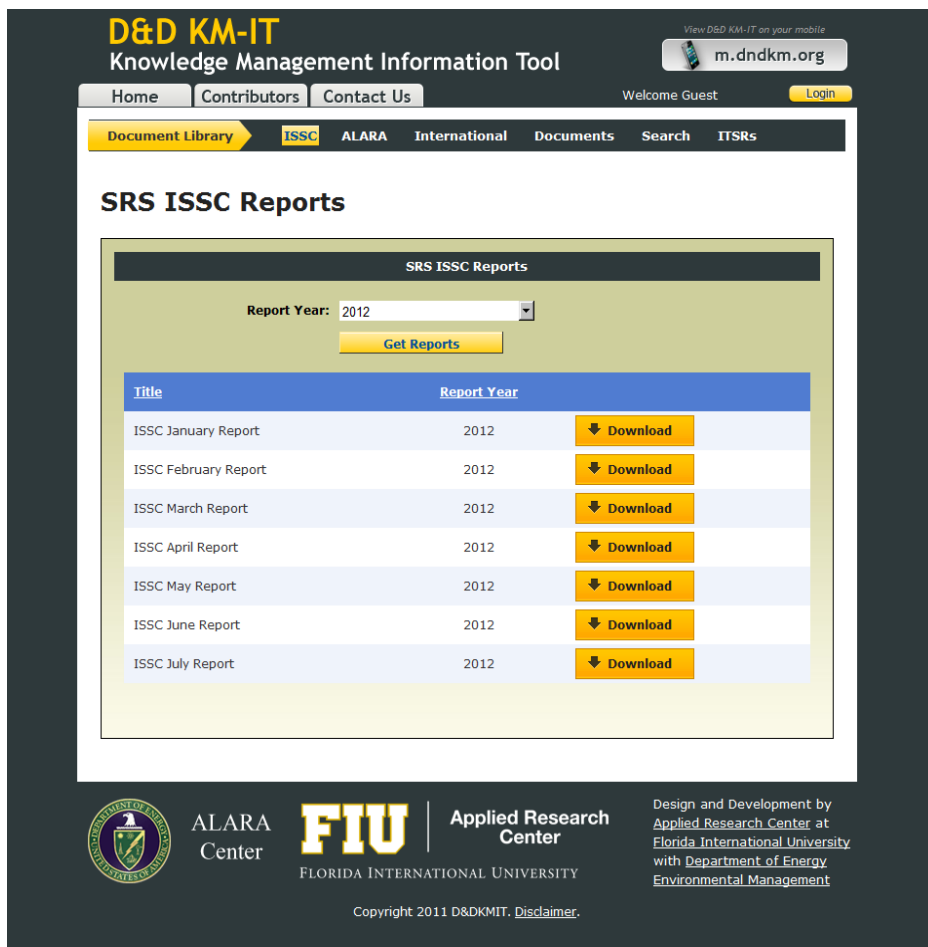 D&D KM-IT
Knowledge Management Information Tool
View D&D KM-IT on your mobile
m.dndkm.org
Home Contributors Contact Us
Welcome Guest Login
Document Library ISSC ALARA International Documents Search ITSRs
SRS ISSC Reports
SRS ISSC Reports
Report Year: 2012
Get Reports
Title Report Year
ISSC January Report 2012 Download
ISSC February Report 2012 Download
ISSC March Report 2012 Download
ISSC April Report 2012 Download
ISSC May Report 2012 Download
ISSC June Report 2012 Download
ISSC July Report 2012 Download
ALARA
Center
FIU
Applied Research
Center
FLORIDA INTERNATIONAL UNIVERSITY
Design and Development by
Applied Research Center at
Florida International University
with Department of Energy
Environmental Management
Copyright 2011 D&DKMIT. Disclaimer.